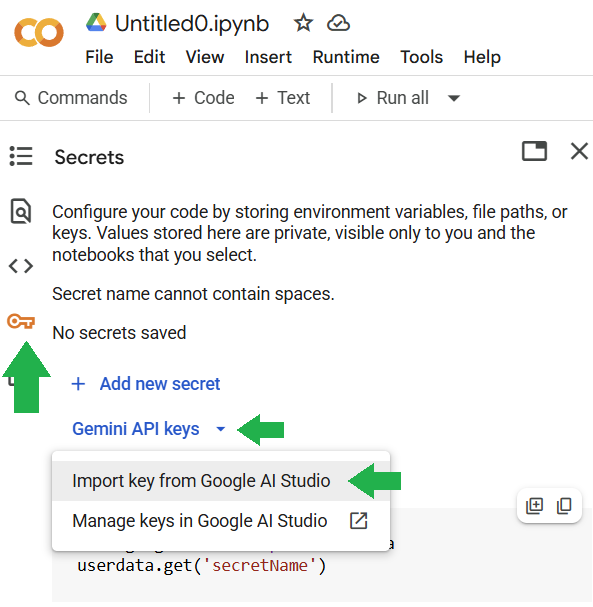 Untitled0.ipynb
File Edit View Insert Runtime Tools Help
Commands + Code + Text Run all
Secrets
Configure your code by storing environment variables, file paths, or
keys. Values stored here are private, visible only to you and the
notebooks that you select.
Secret name cannot contain spaces.
No secrets saved
+ Add new secret
Gemini API keys
Import key from Google AI Studio
Manage keys in Google AI Studio
userdata.get('secretName')